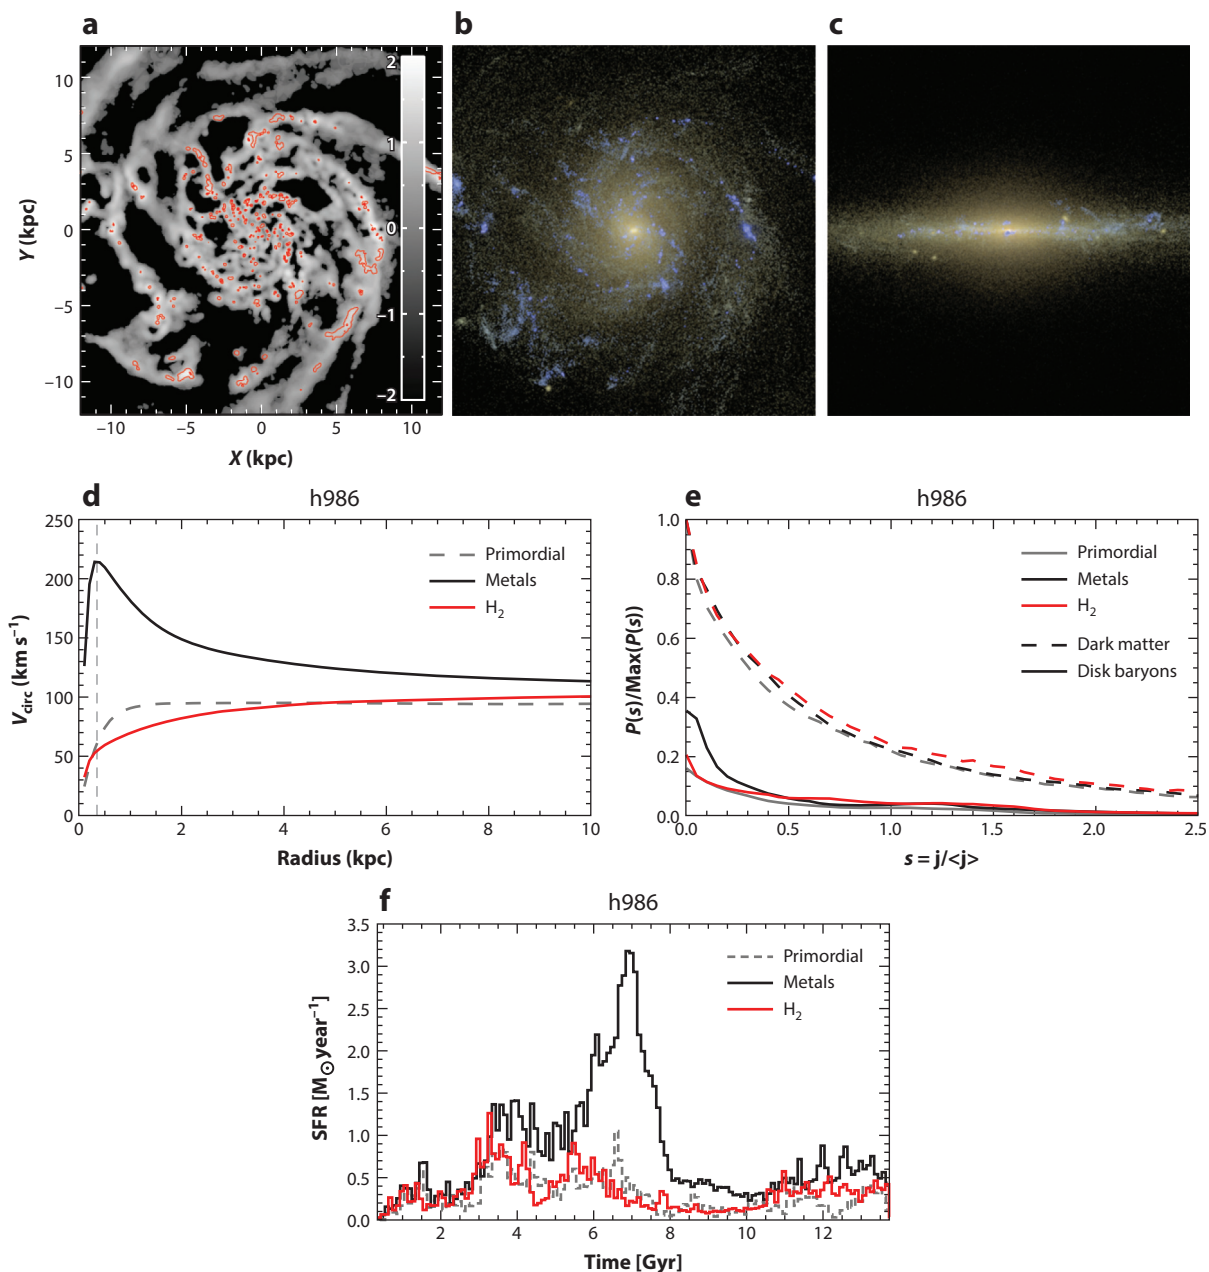 a
b
c
10
5
0
−5
−10
Y (kpc)
2
1
0
−1
−2
−10
−5
0
5
10
X (kpc)
d
h986
250
200
150
100
50
0
V_circ (km s⁻¹)
Primordial
Metals
H₂
0
2
4
6
8
10
Radius (kpc)
e
h986
1.0
0.8
0.6
0.4
0.2
0.0
P(s)/Max(P(s))
Primordial
Metals
H₂
Dark matter
Disk baryons
0.0
0.5
1.0
1.5
2.0
2.5
s = j/<j>
f
h986
3.5
3.0
2.5
2.0
1.5
1.0
0.5
0.0
SFR [M☉year⁻¹]
Primordial
Metals
H₂
2
4
6
8
10
12
Time [Gyr]